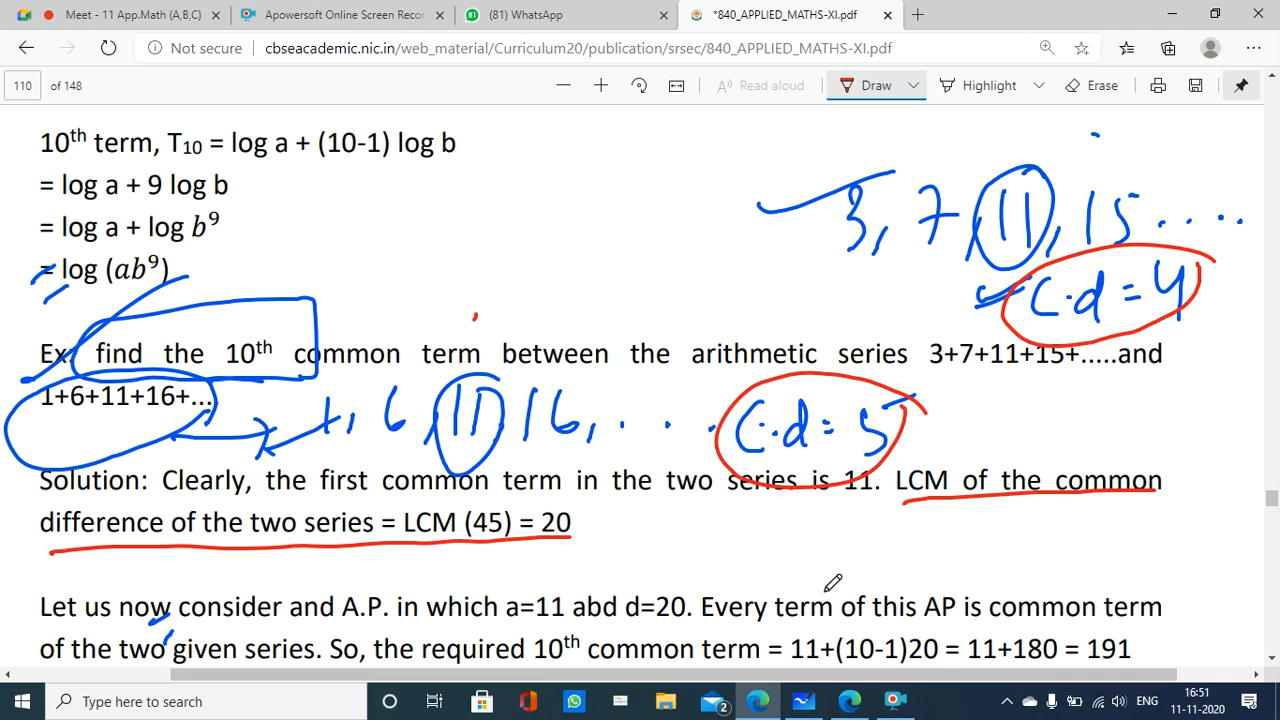 Meet - 11 App.Math (A,B,C)
Apowersoft Online Screen Recor
(81) WhatsApp
*840_APPLIED_MATHS-XI.pdf
Not secure | cbseacademic.nic.in/web_material/Curriculum20/publication/srsec/840_APPLIED_MATHS-XI.pdf
110 of 148
Read aloud
Draw
Highlight
Erase
10th term, T10 = log a + (10-1) log b
= log a + 9 log b
= log a + log b⁹
= log (ab⁹)
3, 7, 11, 15 ....
C.d = 4
Ex: find the 10th common term between the arithmetic series 3+7+11+15+.....and
1+6+11+16+...
1, 6, 11, 16, . . . .
C.d = 5
Solution: Clearly, the first common term in the two series is 11. LCM of the common
difference of the two series = LCM (45) = 20
Let us now consider and A.P. in which a=11 abd d=20. Every term of this AP is common term
of the two given series. So, the required 10th common term = 11+(10-1)20 = 11+180 = 191
Type here to search
2
ENG
16:51
11-11-2020